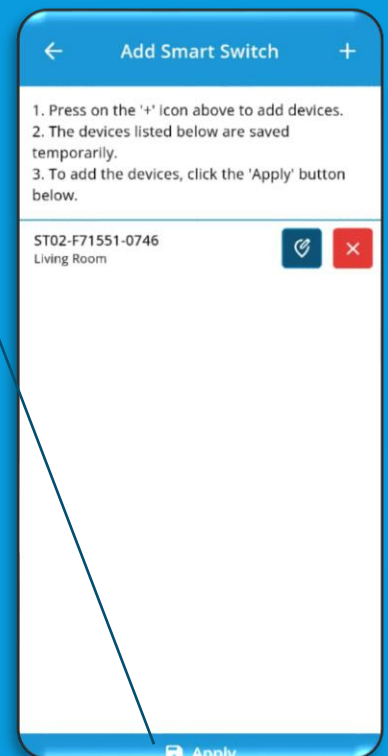 Add Smart Switch
1. Press on the '+' icon above to add devices.
2. The devices listed below are saved
temporarily.
3. To add the devices, click the 'Apply' button
below.
ST02-F71551-0746
Living Room
Apply